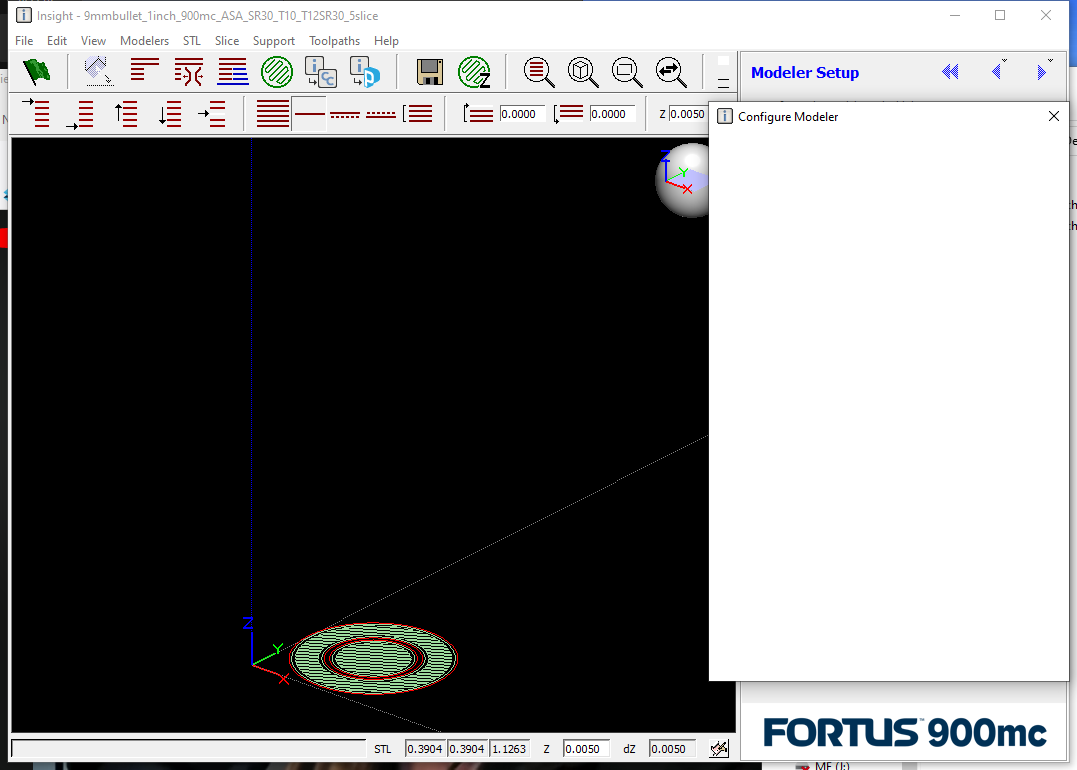 Insight - 9mmbullet_1inch_900mc_ASA_SR30_T10_T12SR30_5slice
File Edit View Modelers STL Slice Support Toolpaths Help
Modeler Setup
0.0000 0.0000 Z 0.0050
Configure Modeler
Z
Y
X
Z
Y
X
STL 0.3904 0.3904 1.1263 Z 0.0050 dZ 0.0050
FORTUS 900mc